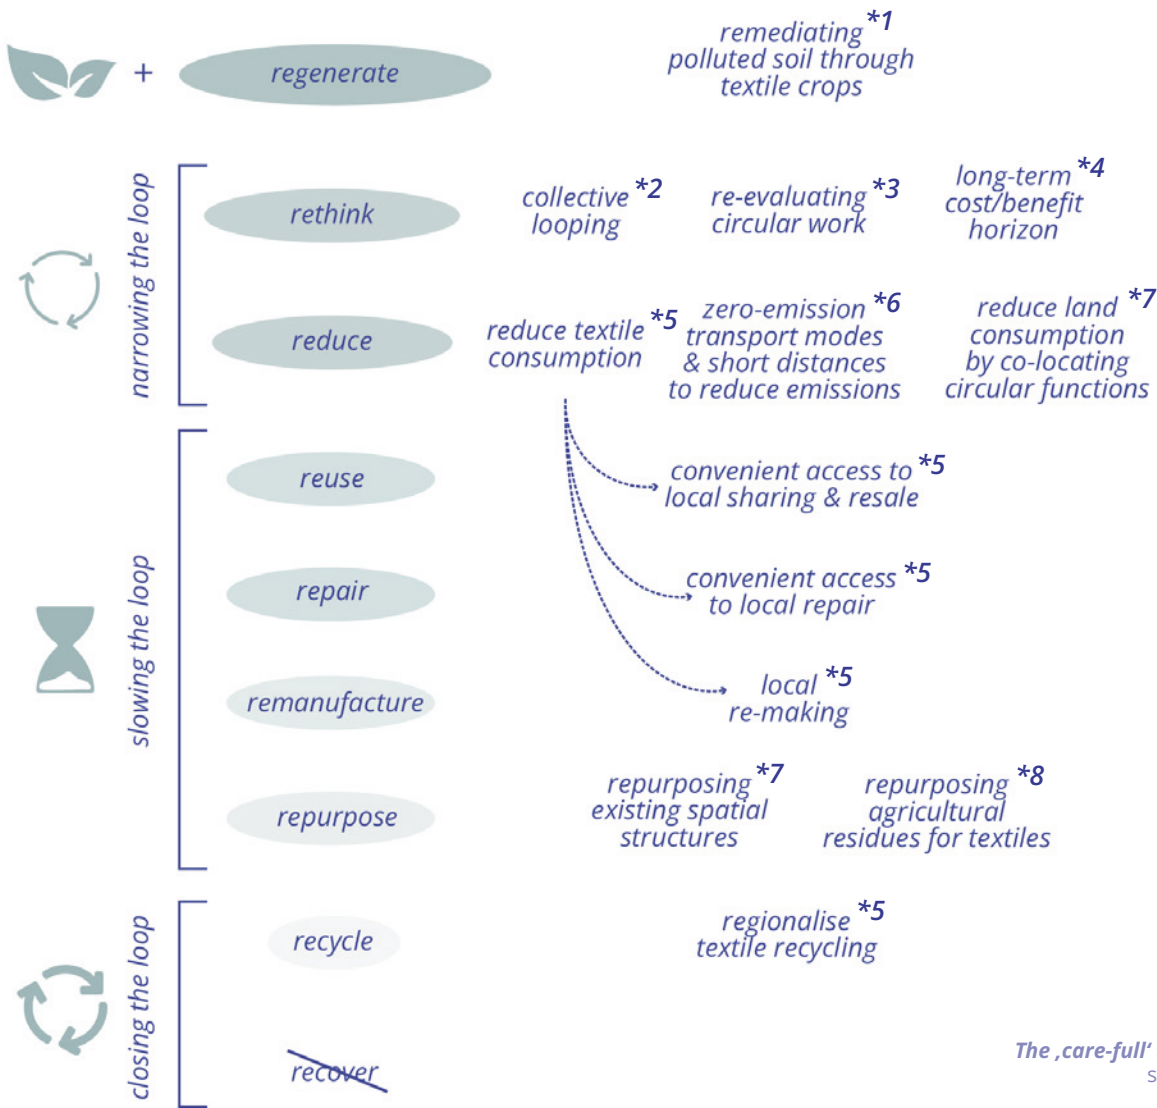 +
regenerate
remediating *1
polluted soil through
textile crops
narrowing the loop
rethink
collective *2
looping
re-evaluating *3
circular work
long-term *4
cost/benefit
horizon
reduce
reduce textile *5
consumption
zero-emission *6
transport modes
& short distances
to reduce emissions
reduce land *7
consumption
by co-locating
circular functions
slowing the loop
reuse
convenient access to *5
local sharing & resale
repair
convenient access *5
to local repair
remanufacture
local *5
re-making
repurpose
repurposing *7
existing spatial
structures
repurposing *8
agricultural
residues for textiles
closing the loop
recycle
regionalise *5
textile recycling
recover
The ‚care-full‘
s